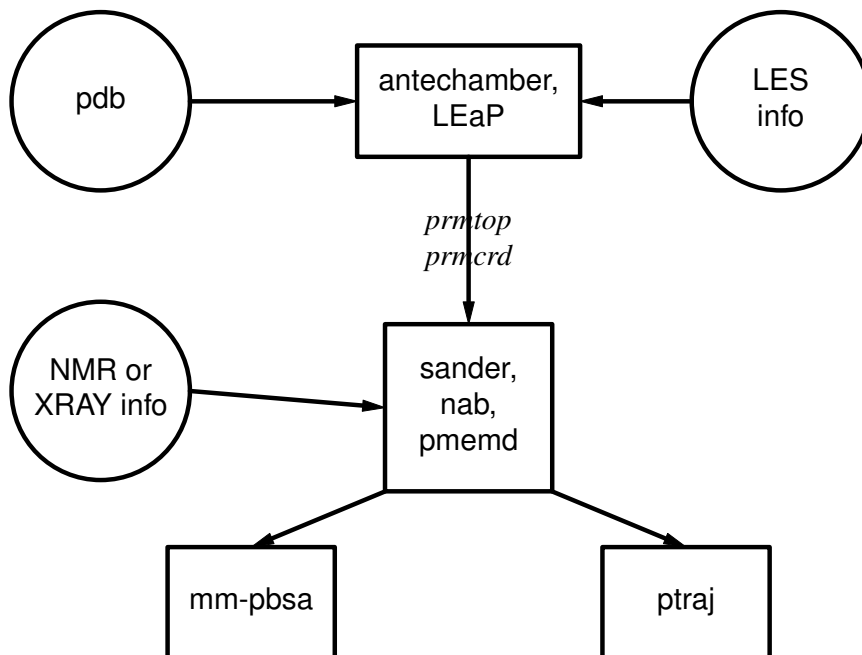 pdb
antechamber,
LEaP
LES
info
prmtop
prmcrd
NMR or
XRAY info
sander,
nab,
pmemd
mm-pbsa
ptraj